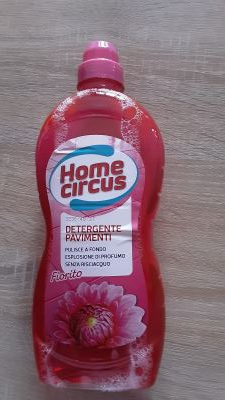 Home
circus
DETERGENTE
PAVIMENTI
PULISCE A FONDO
ESPLOSIONE DI PROFUMO
SENZA RISCIACQUO
Fiorito